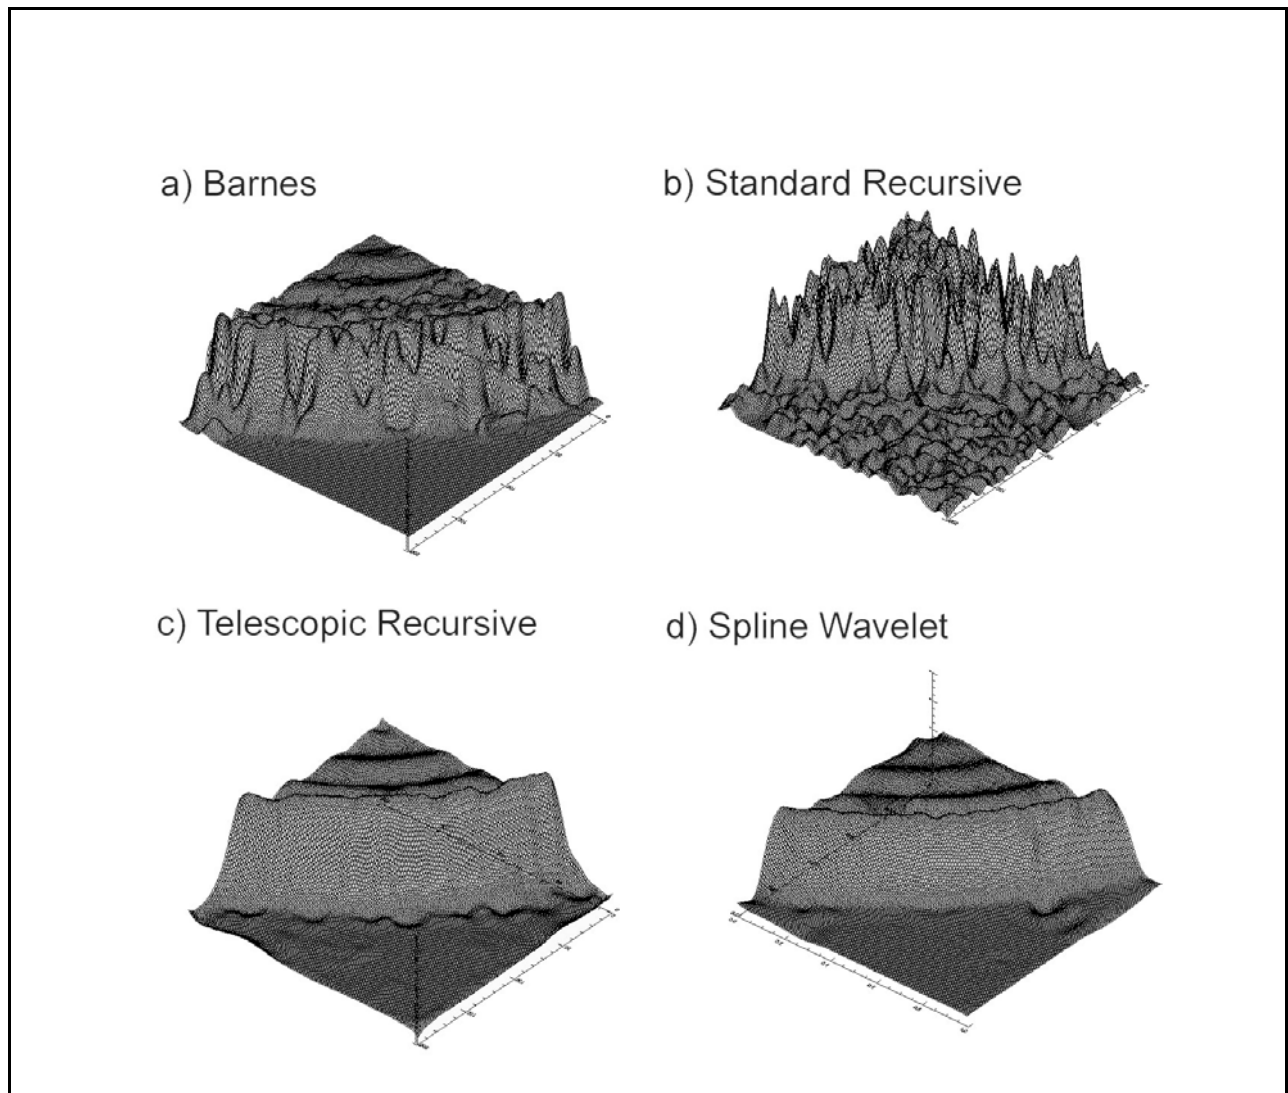 a) Barnes
b) Standard Recursive
c) Telescopic Recursive
d) Spline Wavelet